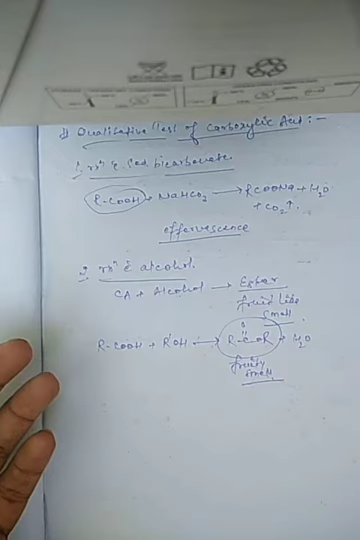 1) Qualitative Test of Carboxylic Acid :-
1. rxn c̄ Sod bicarbonate.
R-COOH + NaHCO3 → RCOONa + H2O
+ CO2 ↑.
effervescence
2. rxn c̄ alcohol.
CA + Alcohol → Ester
fruit like
smell
O
R-COOH + R'OH → R-C-OR + H2O
fruity
smell